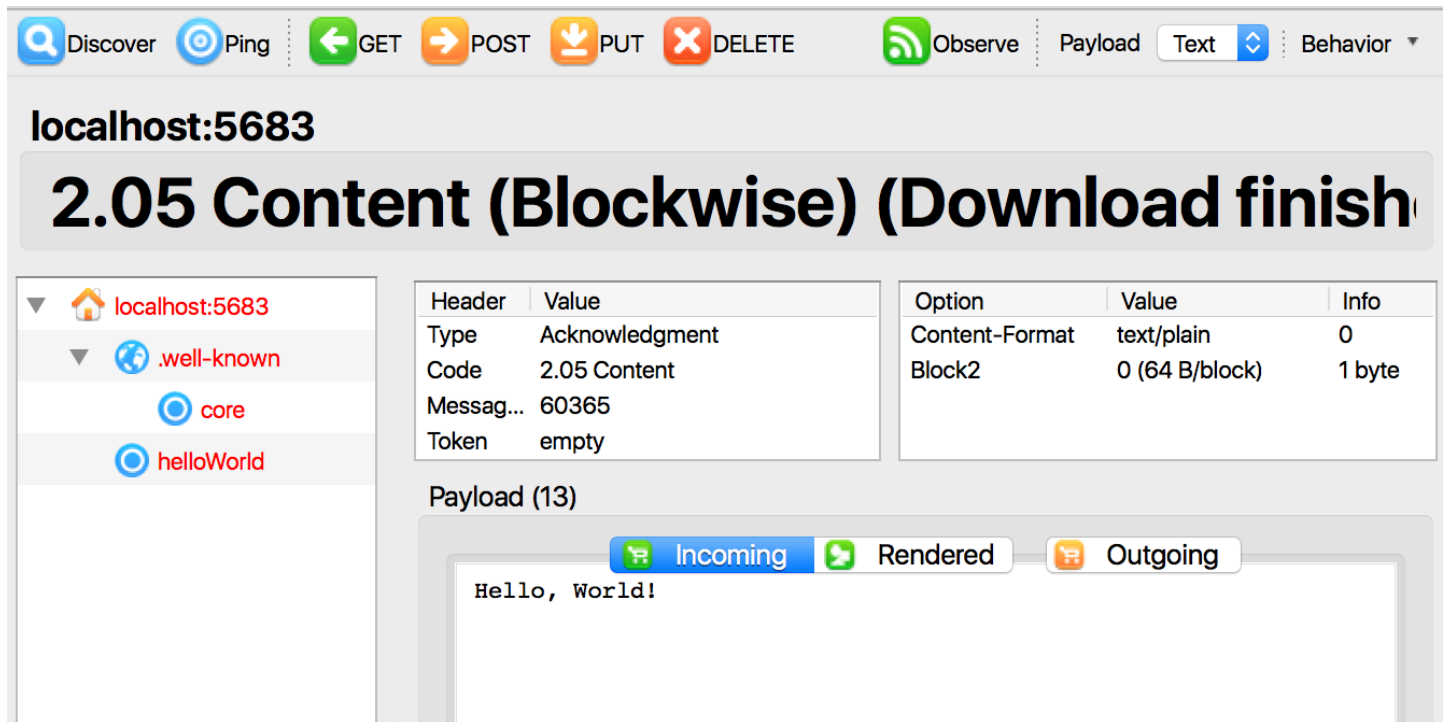 Discover Ping GET POST PUT DELETE Observe Payload Text Behavior
localhost:5683
2.05 Content (Blockwise) (Download finish
localhost:5683
.well-known
core
helloWorld
Header Value
Type Acknowledgment
Code 2.05 Content
Messag... 60365
Token empty
Option Value Info
Content-Format text/plain 0
Block2 0 (64 B/block) 1 byte
Payload (13)
Incoming Rendered Outgoing
Hello, World!